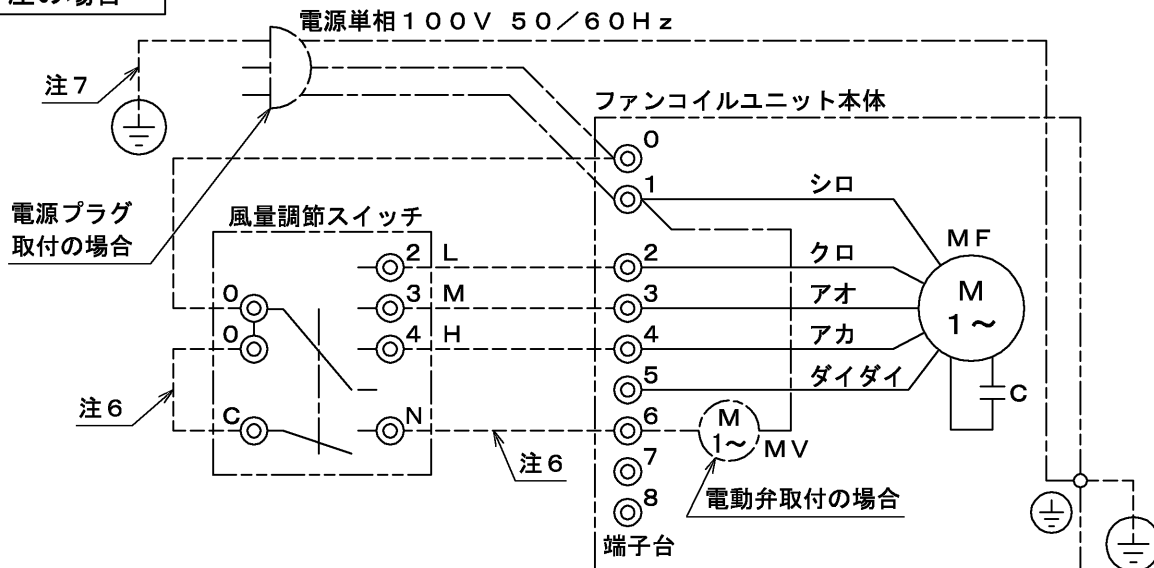 の場合
電源単相100V 50/60Hz
注7
ファンコイルユニット本体
0
1
シロ
電源プラグ
取付の場合
風量調節スイッチ
MF
2 L
2
クロ
M
1~
0
3 M
3
アオ
0
4 H
4
アカ
5
ダイダイ
C
注6
C
N
6
M
1~
MV
注6
7
電動弁取付の場合
8
端子台